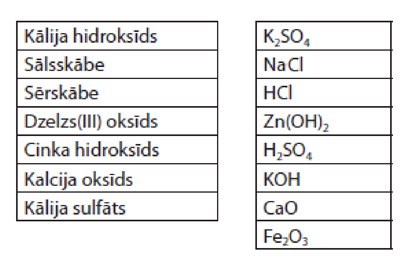 Kālija hidroksīds
Sālsskābe
Sērskābe
Dzelzs(III) oksīds
Cinka hidroksīds
Kalcija oksīds
Kālija sulfāts
K₂SO₄
NaCl
HCl
Zn(OH)₂
H₂SO₄
KOH
CaO
Fe₂O₃